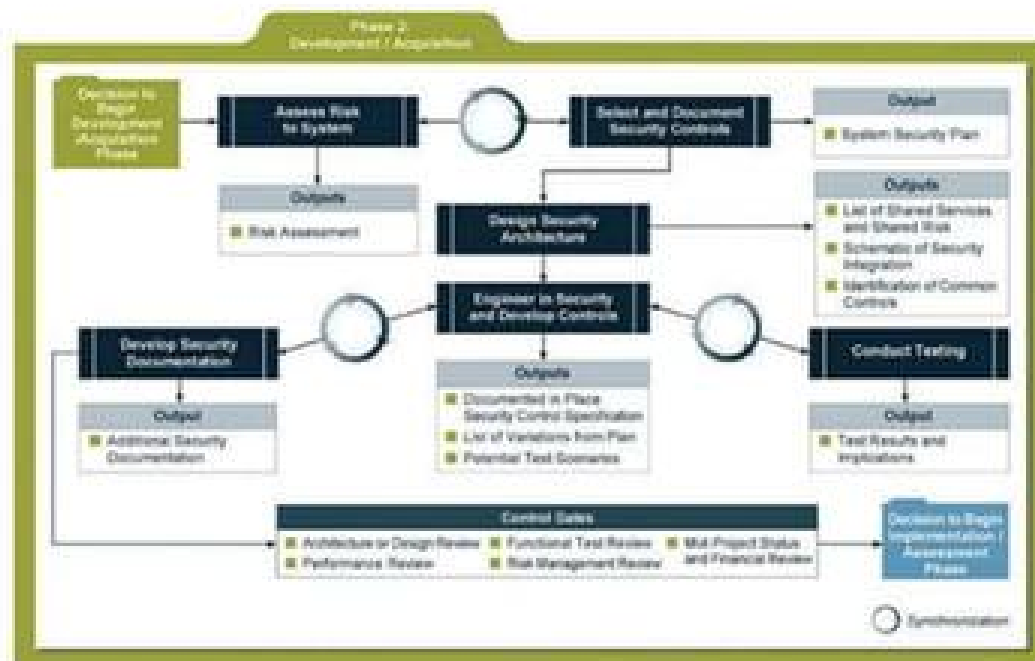 Phase 2:
Development / Acquisition
Decision to
Begin
Development
-Acquisition
Phase
Assess Risk
to System
Select and Document
Security Controls
Output
System Security Plan
Outputs
Risk Assessment
Design Security
Architecture
Outputs
List of Shared Services
and Shared Risk
Schematic of Security
Integration
Identification of Common
Controls
Engineer in Security
and Develop Controls
Develop Security
Documentation
Conduct Testing
Output
Additional Security
Documentation
Outputs
Documented in Place
Security Control Specification
List of Variations from Plan
Potential Test Scenarios
Output
Test Results and
Implications
Control Gates
Architecture or Design Review
Functional Test Review
Muli Project Status
and Financial Review
Performance Review
Risk Management Review
Decision to Begin
Implementation /
Assessment
Phase
Synchronization